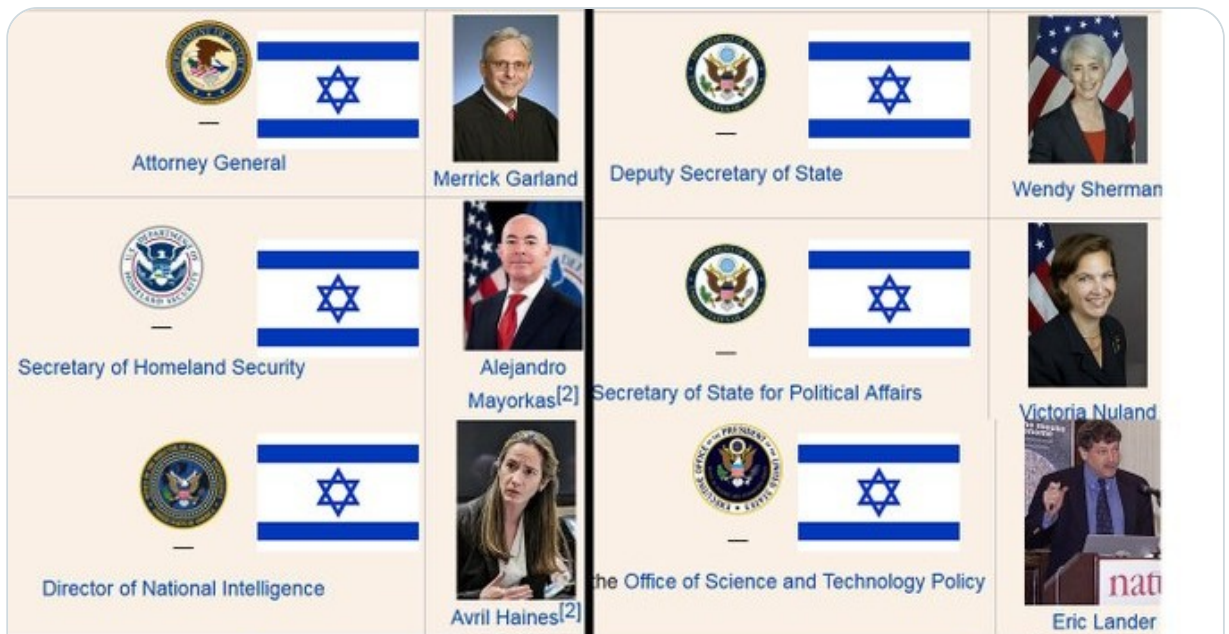 Attorney General
Merrick Garland
Deputy Secretary of State
Wendy Sherman
Secretary of Homeland Security
Alejandro
Mayorkas[2]
Secretary of State for Political Affairs
Victoria Nuland
Director of National Intelligence
Avril Haines[2]
the Office of Science and Technology Policy
natu
Eric Lander